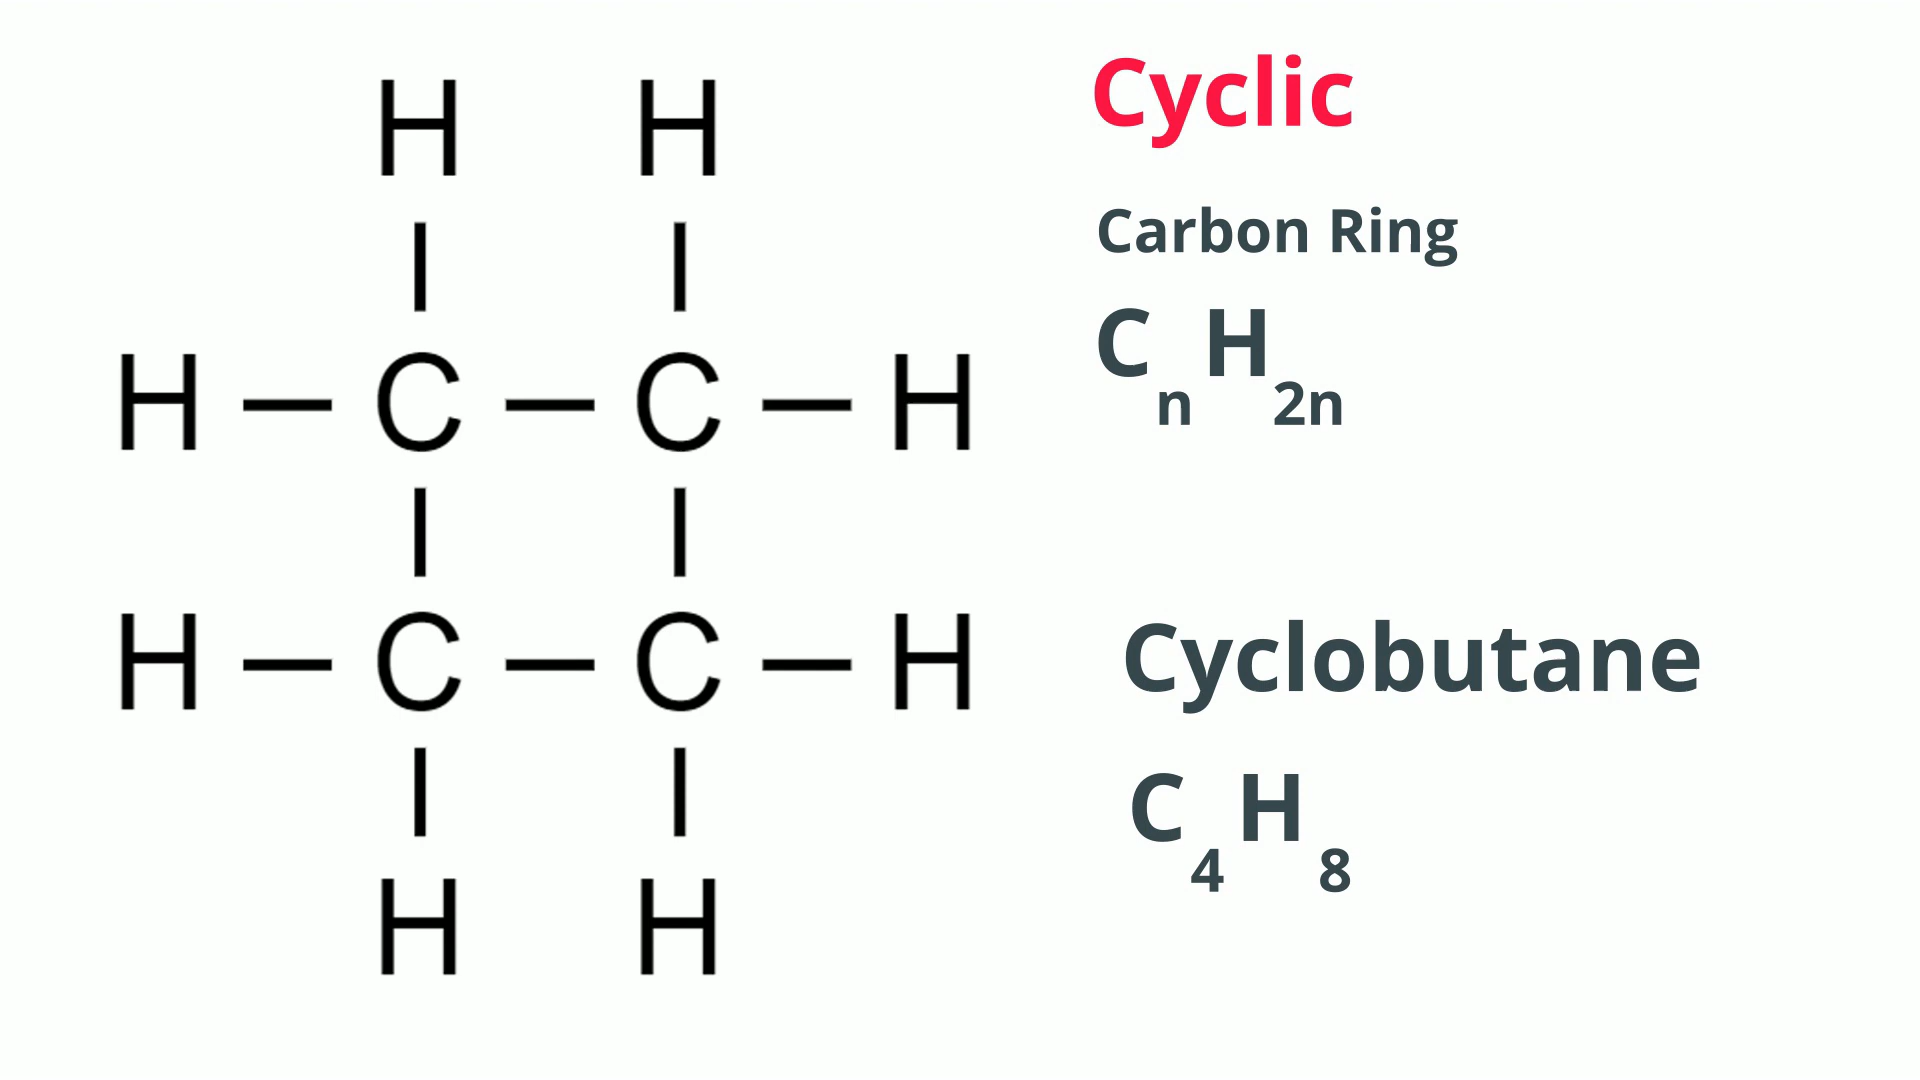 H H
H C C H
H C C H
H H
Cyclic
Carbon Ring
CnH2n
Cyclobutane
C4H8